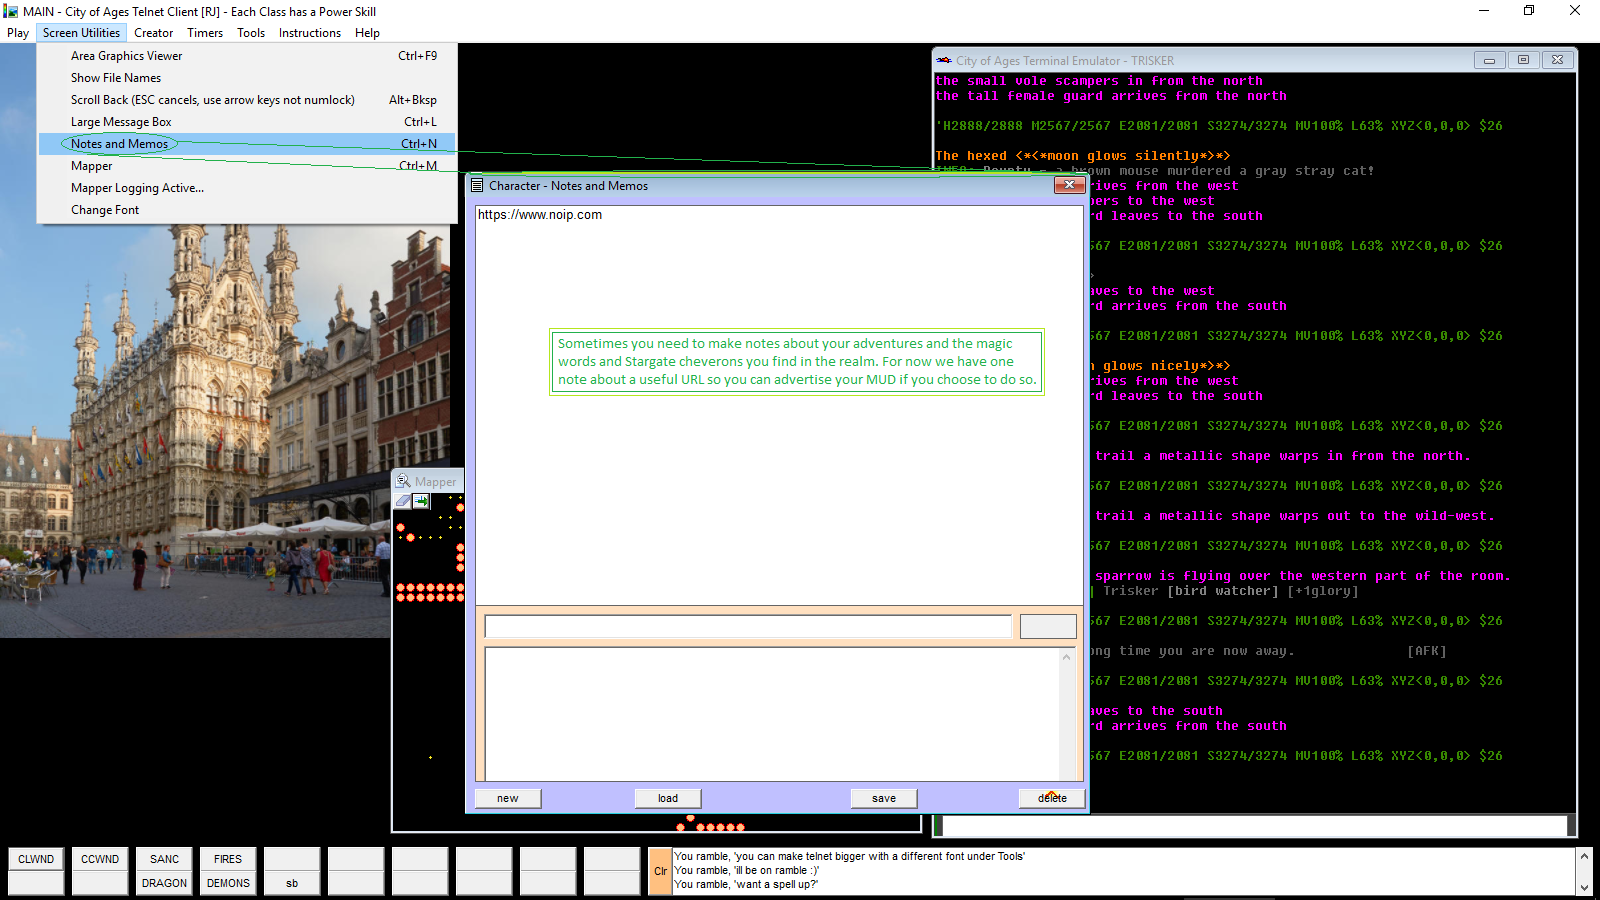 MAIN - City of Ages Telnet Client [RJ] - Each Class has a Power Skill
Play Screen Utilities Creator Timers Tools Instructions Help
Area Graphics Viewer Ctrl+F9
Show File Names
Scroll Back (ESC cancels, use arrow keys not numlock) Alt+Bksp
Large Message Box Ctrl+L
Notes and Memos Ctrl+N
Mapper Ctrl+M
Mapper Logging Active...
Change Font
City of Ages Terminal Emulator - TRISKER
the small vole scampers in from the north
the tall female guard arrives from the north
'H2888/2888 M2567/2567 E2081/2081 S3274/3274 MV100% L63% XYZ<0,0,0> $26
The hexed <*<*moon glows silently*>*>
a brown mouse murdered a gray stray cat!
rives from the west
pers to the west
rd leaves to the south
567 E2081/2081 S3274/3274 MV100% L63% XYZ<0,0,0> $26
>
aves to the west
rd arrives from the south
567 E2081/2081 S3274/3274 MV100% L63% XYZ<0,0,0> $26
n glows nicely*>*>
rives from the west
rd leaves to the south
567 E2081/2081 S3274/3274 MV100% L63% XYZ<0,0,0> $26
trail a metallic shape warps in from the north.
567 E2081/2081 S3274/3274 MV100% L63% XYZ<0,0,0> $26
trail a metallic shape warps out to the wild-west.
567 E2081/2081 S3274/3274 MV100% L63% XYZ<0,0,0> $26
sparrow is flying over the western part of the room.
| Trisker [bird watcher] [+1glory]
567 E2081/2081 S3274/3274 MV100% L63% XYZ<0,0,0> $26
ong time you are now away. [AFK]
567 E2081/2081 S3274/3274 MV100% L63% XYZ<0,0,0> $26
aves to the south
rd arrives from the south
567 E2081/2081 S3274/3274 MV100% L63% XYZ<0,0,0> $26
Character - Notes and Memos
https://www.noip.com
Sometimes you need to make notes about your adventures and the magic
words and Stargate cheverons you find in the realm. For now we have one
note about a useful URL so you can advertise your MUD if you choose to do so.
new load save delete
Mapper
CLWND CCWND SANC FIRES
DRAGON DEMONS sb
Clr
You ramble, 'you can make telnet bigger with a different font under Tools'
You ramble, 'ill be on ramble :)'
You ramble, 'want a spell up?'